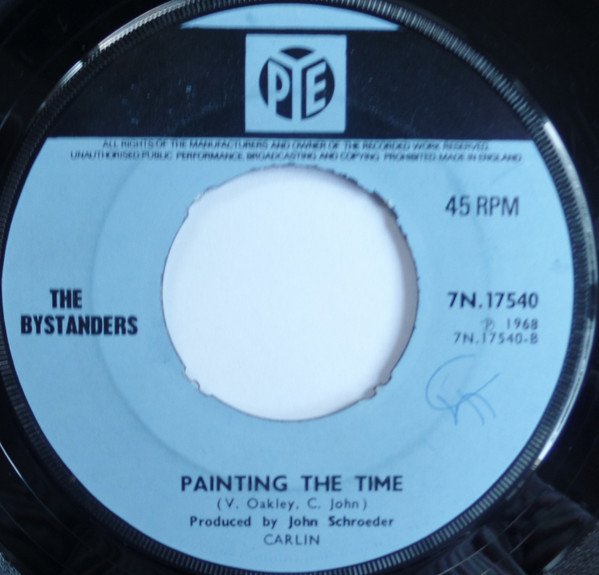 PYE
ALL RIGHTS OF THE MANUFACTURERS AND OWNER OF THE RECORDED WORK RESERVED
UNAUTHORISED PUBLIC PERFORMANCE BROADCASTING AND COPYING PROHIBITED MADE IN ENGLAND
45 RPM
THE
BYSTANDERS
7N.17540
℗ 1968
7N.17540-B
PAINTING THE TIME
(V. Oakley, C. John)
Produced by John Schroeder
CARLIN